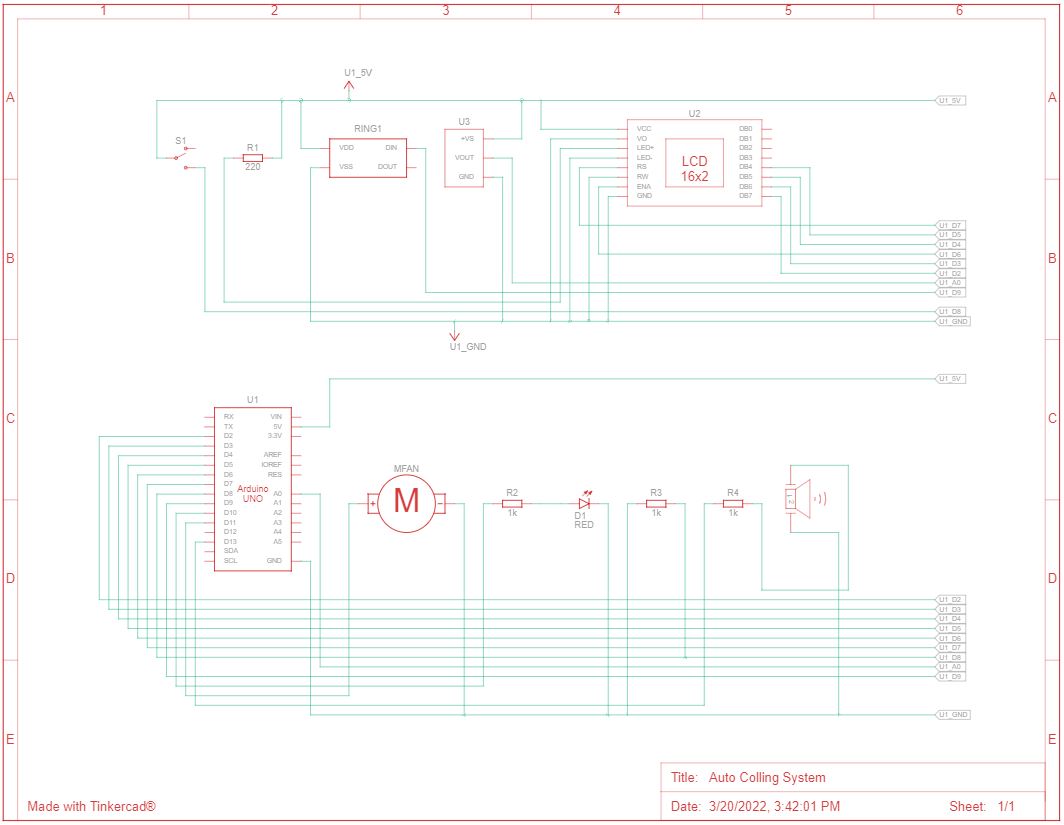 1 2 3 4 5 6
A A
B B
C C
D D
E E
U1_5V
U1_5V
S1
R1
220
RING1
VDD DIN
VSS DOUT
U3
+VS
VOUT
GND
U2
VCC DB0
VO DB1
LED+ DB2
LED- DB3
RS DB4
RW DB5
ENA DB6
GND DB7
LCD
16x2
U1_D7
U1_D5
U1_D4
U1_D6
U1_D3
U1_D2
U1_A0
U1_D9
U1_D8
U1_GND
U1_GND
U1_5V
U1
RX VIN
TX 5V
D2 3.3V
D3
D4 AREF
D5 IOREF
D6 RES
D7
D8 A0
D9 A1
D10 A2
D11 A3
D12 A4
D13 A5
SDA
SCL GND
Arduino
UNO
MFAN
+ M -
R2
1k
D1
RED
R3
1k
R4
1k
1 2
U1_D2
U1_D3
U1_D4
U1_D5
U1_D6
U1_D7
U1_D8
U1_A0
U1_D9
U1_GND
Title: Auto Colling System
Made with Tinkercad®
Date: 3/20/2022, 3:42:01 PM Sheet: 1/1